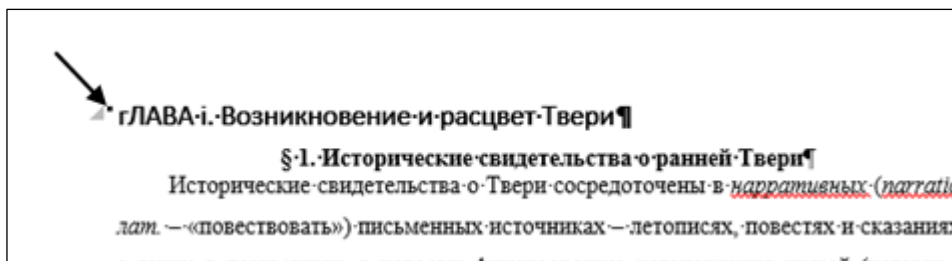 гЛАВА·i.·Возникновение·и·расцвет·Твери¶
§·1.·Исторические·свидетельства·о·ранней·Твери¶
Исторические·свидетельства·о·Твери·сосредоточены·в·нарративных·(narratio
лат.·–·«повествовать»)·письменных·источниках·–·летописях,·повестях·и·сказаниях